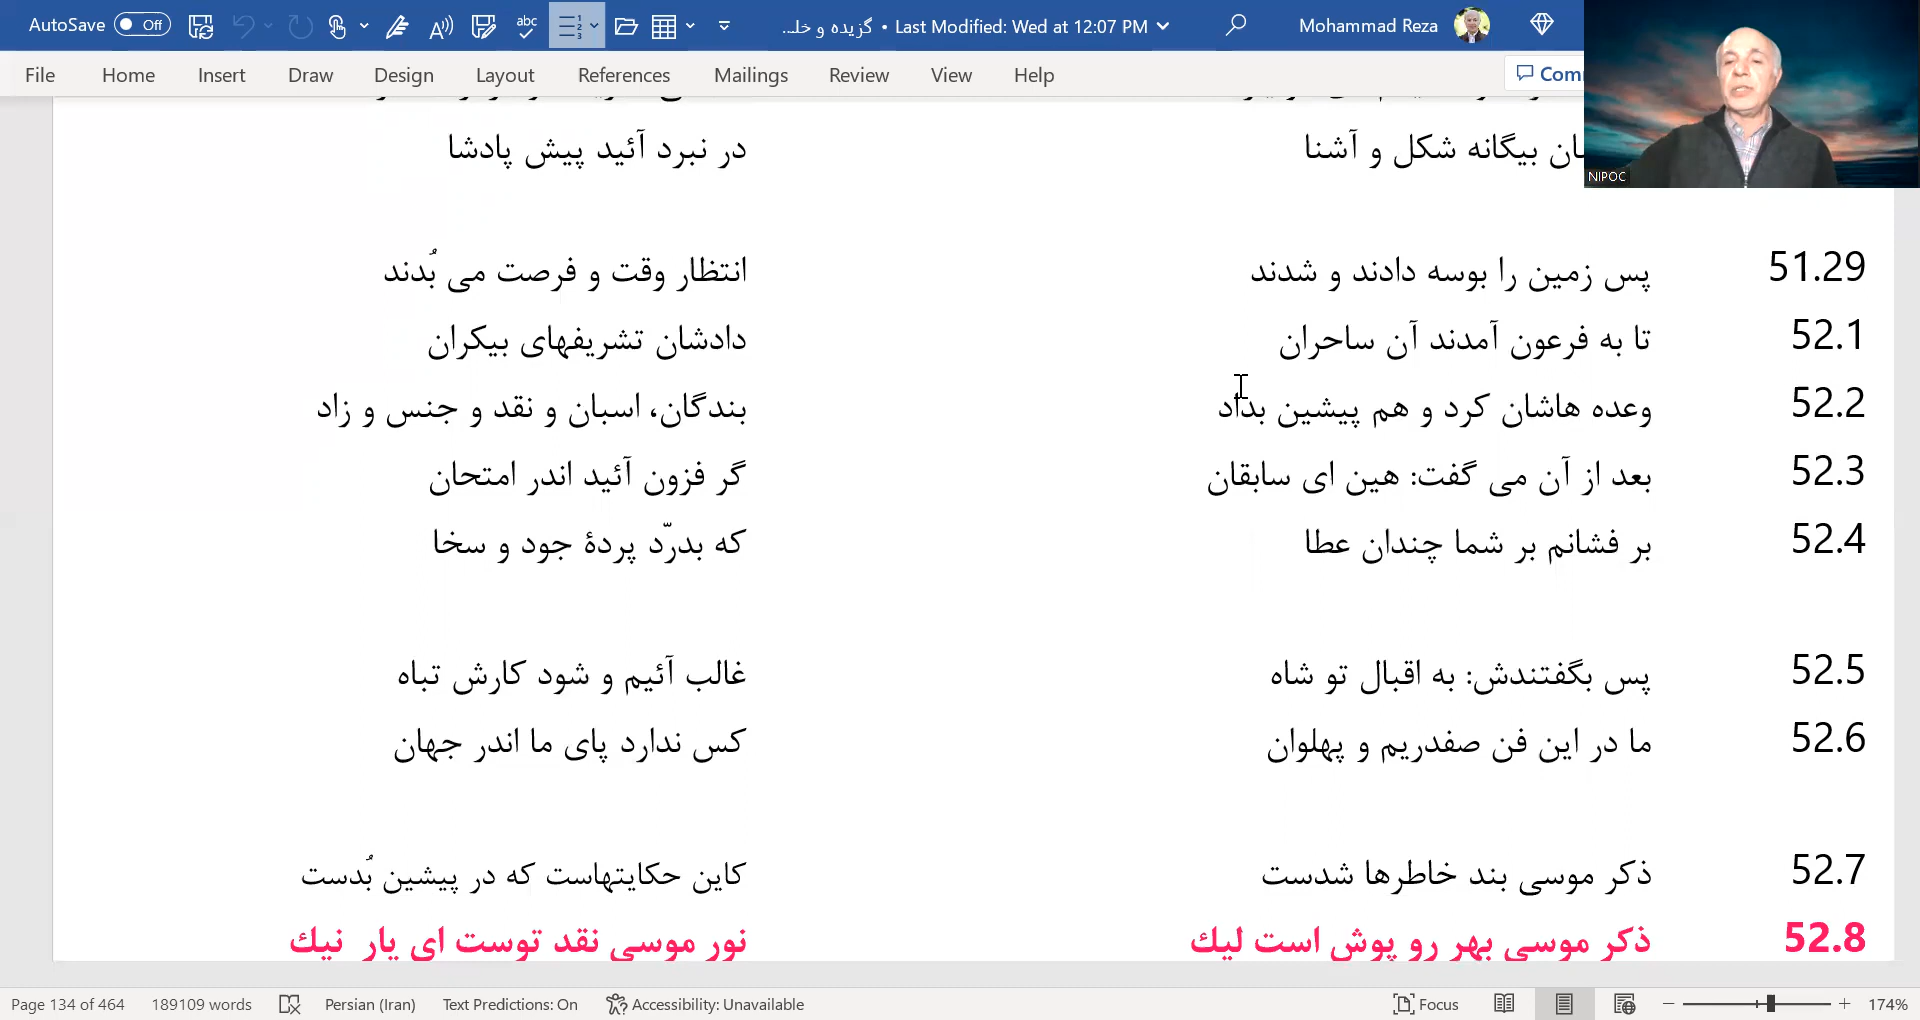 AutoSave Off گزیده و خل... • Last Modified: Wed at 12:07 PM Mohammad Reza
File Home Insert Draw Design Layout References Mailings Review View Help
بیگانه شکل و آشنا در نبرد آئید پیش پادشا
NIPOC
51.29 پس زمین را بوسه دادند و شدند انتظار وقت و فرصت می بُدند
52.1 تا به فرعون آمدند آن ساحران دادشان تشریفهای بیکران
52.2 وعده هاشان کرد و هم پیشین بداد بندگان، اسبان و نقد و جنس و زاد
52.3 بعد از آن می گفت: هین ای سابقان گر فزون آئید اندر امتحان
52.4 بر فشانم بر شما چندان عطا که بدرّد پردهٔ جود و سخا
52.5 پس بگفتندش: به اقبال تو شاه غالب آئیم و شود کارش تباه
52.6 ما در این فن صفدریم و پهلوان کس ندارد پای ما اندر جهان
52.7 ذکر موسی بند خاطرها شدست کاین حکایتهاست که در پیشین بُدست
52.8 ذکر موسی بهر رو پوش است لیك نور موسی نقد توست ای یار نیك
Page 134 of 464 189109 words Persian (Iran) Text Predictions: On Accessibility: Unavailable Focus 174%